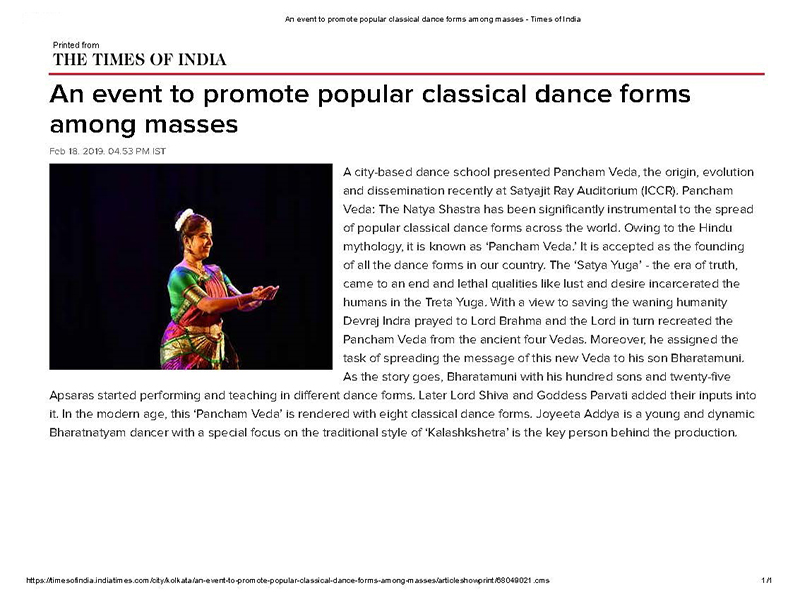 An event to promote popular classical dance forms among masses - Times of India
Printed from
THE TIMES OF INDIA
An event to promote popular classical dance forms
among masses
Feb 18, 2019, 04.53 PM IST
A city-based dance school presented Pancham Veda, the origin, evolution
and dissemination recently at Satyajit Ray Auditorium (ICCR). Pancham
Veda: The Natya Shastra has been significantly instrumental to the spread
of popular classical dance forms across the world. Owing to the Hindu
mythology, it is known as ‘Pancham Veda.’ It is accepted as the founding
of all the dance forms in our country. The ‘Satya Yuga’ - the era of truth,
came to an end and lethal qualities like lust and desire incarcerated the
humans in the Treta Yuga. With a view to saving the waning humanity
Devraj Indra prayed to Lord Brahma and the Lord in turn recreated the
Pancham Veda from the ancient four Vedas. Moreover, he assigned the
task of spreading the message of this new Veda to his son Bharatamuni.
As the story goes, Bharatamuni with his hundred sons and twenty-five
Apsaras started performing and teaching in different dance forms. Later Lord Shiva and Goddess Parvati added their inputs into
it. In the modern age, this ‘Pancham Veda’ is rendered with eight classical dance forms. Joyeeta Addya is a young and dynamic
Bharatnatyam dancer with a special focus on the traditional style of ‘Kalashkshetra’ is the key person behind the production.
https://timesofindia.indiatimes.com/city/kolkata/an-event-to-promote-popular-classical-dance-forms-among-masses/articleshowprint/68049021.cms
1/1